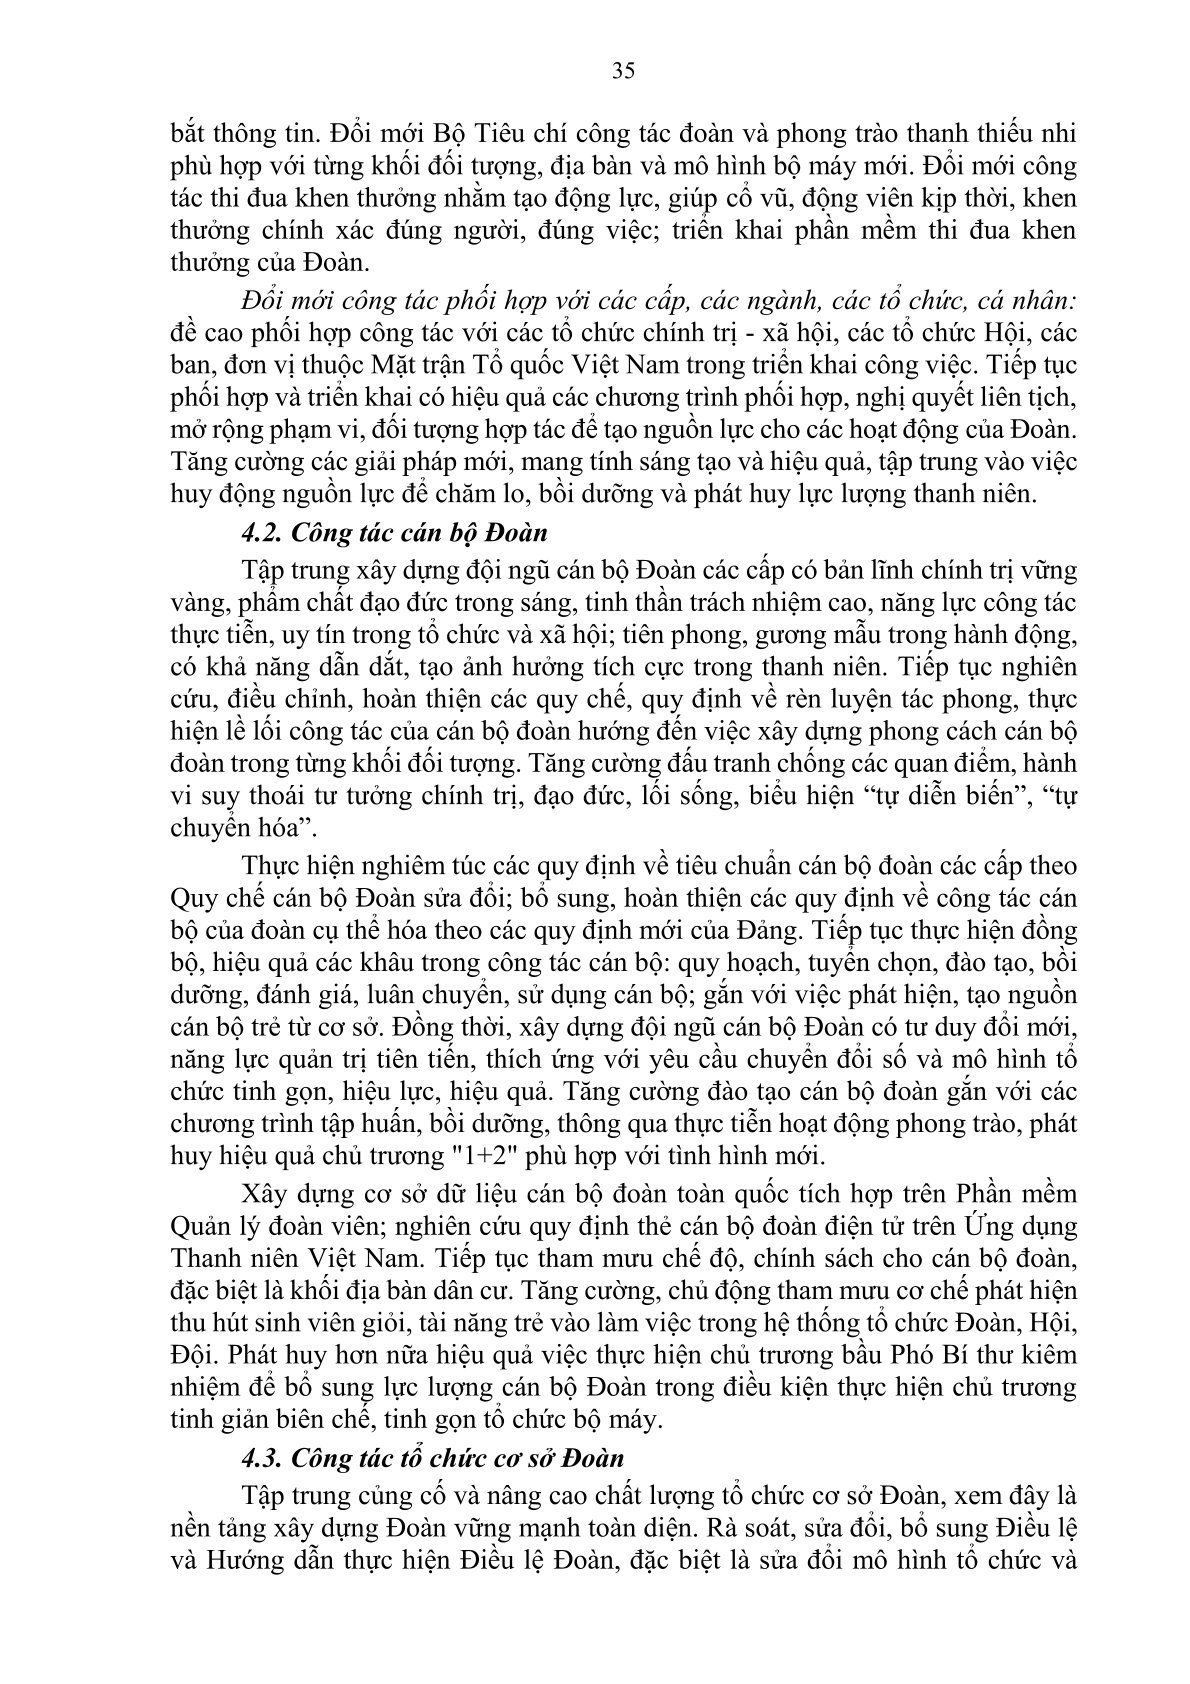 35
bắt thông tin. Đổi mới Bộ Tiêu chí công tác đoàn và phong trào thanh thiếu nhi
phù hợp với từng khối đối tượng, địa bàn và mô hình bộ máy mới. Đổi mới công
tác thi đua khen thưởng nhằm tạo động lực, giúp cổ vũ, động viên kịp thời, khen
thưởng chính xác đúng người, đúng việc; triển khai phần mềm thi đua khen
thưởng của Đoàn.
Đổi mới công tác phối hợp với các cấp, các ngành, các tổ chức, cá nhân:
đề cao phối hợp công tác với các tổ chức chính trị - xã hội, các tổ chức Hội, các
ban, đơn vị thuộc Mặt trận Tổ quốc Việt Nam trong triển khai công việc. Tiếp tục
phối hợp và triển khai có hiệu quả các chương trình phối hợp, nghị quyết liên tịch,
mở rộng phạm vi, đối tượng hợp tác để tạo nguồn lực cho các hoạt động của Đoàn.
Tăng cường các giải pháp mới, mang tính sáng tạo và hiệu quả, tập trung vào việc
huy động nguồn lực để chăm lo, bồi dưỡng và phát huy lực lượng thanh niên.
4.2. Công tác cán bộ Đoàn
Tập trung xây dựng đội ngũ cán bộ Đoàn các cấp có bản lĩnh chính trị vững
vàng, phẩm chất đạo đức trong sáng, tinh thần trách nhiệm cao, năng lực công tác
thực tiễn, uy tín trong tổ chức và xã hội; tiên phong, gương mẫu trong hành động,
có khả năng dẫn dắt, tạo ảnh hưởng tích cực trong thanh niên. Tiếp tục nghiên
cứu, điều chỉnh, hoàn thiện các quy chế, quy định về rèn luyện tác phong, thực
hiện lề lối công tác của cán bộ đoàn hướng đến việc xây dựng phong cách cán bộ
đoàn trong từng khối đối tượng. Tăng cường đấu tranh chống các quan điểm, hành
vi suy thoái tư tưởng chính trị, đạo đức, lối sống, biểu hiện “tự diễn biến”, “tự
chuyển hóa”.
Thực hiện nghiêm túc các quy định về tiêu chuẩn cán bộ đoàn các cấp theo
Quy chế cán bộ Đoàn sửa đổi; bổ sung, hoàn thiện các quy định về công tác cán
bộ của đoàn cụ thể hóa theo các quy định mới của Đảng. Tiếp tục thực hiện đồng
bộ, hiệu quả các khâu trong công tác cán bộ: quy hoạch, tuyển chọn, đào tạo, bồi
dưỡng, đánh giá, luân chuyển, sử dụng cán bộ; gắn với việc phát hiện, tạo nguồn
cán bộ trẻ từ cơ sở. Đồng thời, xây dựng đội ngũ cán bộ Đoàn có tư duy đổi mới,
năng lực quản trị tiên tiến, thích ứng với yêu cầu chuyển đổi số và mô hình tổ
chức tinh gọn, hiệu lực, hiệu quả. Tăng cường đào tạo cán bộ đoàn gắn với các
chương trình tập huấn, bồi dưỡng, thông qua thực tiễn hoạt động phong trào, phát
huy hiệu quả chủ trương "1+2" phù hợp với tình hình mới.
Xây dựng cơ sở dữ liệu cán bộ đoàn toàn quốc tích hợp trên Phần mềm
Quản lý đoàn viên; nghiên cứu quy định thẻ cán bộ đoàn điện tử trên Ứng dụng
Thanh niên Việt Nam. Tiếp tục tham mưu chế độ, chính sách cho cán bộ đoàn,
đặc biệt là khối địa bàn dân cư. Tăng cường, chủ động tham mưu cơ chế phát hiện
thu hút sinh viên giỏi, tài năng trẻ vào làm việc trong hệ thống tổ chức Đoàn, Hội,
Đội. Phát huy hơn nữa hiệu quả việc thực hiện chủ trương bầu Phó Bí thư kiêm
nhiệm để bổ sung lực lượng cán bộ Đoàn trong điều kiện thực hiện chủ trương
tinh giản biên chế, tinh gọn tổ chức bộ máy.
4.3. Công tác tổ chức cơ sở Đoàn
Tập trung củng cố và nâng cao chất lượng tổ chức cơ sở Đoàn, xem đây là
nền tảng xây dựng Đoàn vững mạnh toàn diện. Rà soát, sửa đổi, bổ sung Điều lệ
và Hướng dẫn thực hiện Điều lệ Đoàn, đặc biệt là sửa đổi mô hình tổ chức và